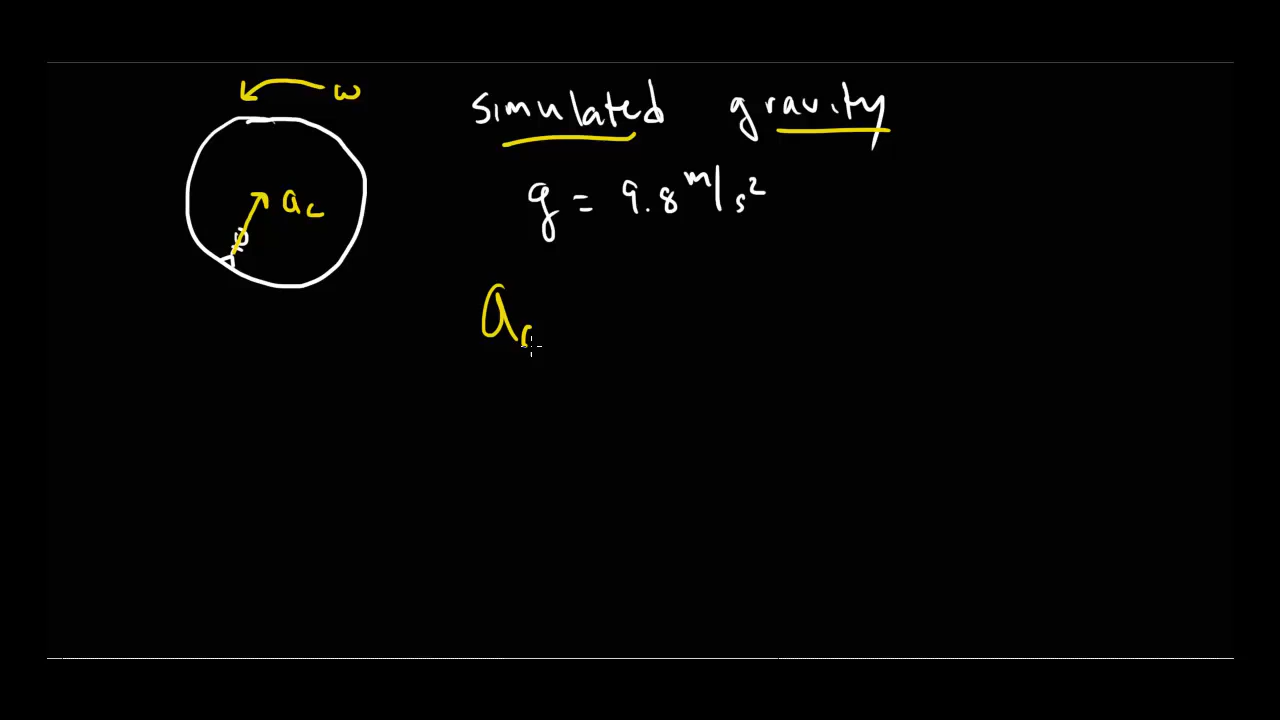 ω
simulated gravity
a_c
g = 9.8 m/s²
a_c